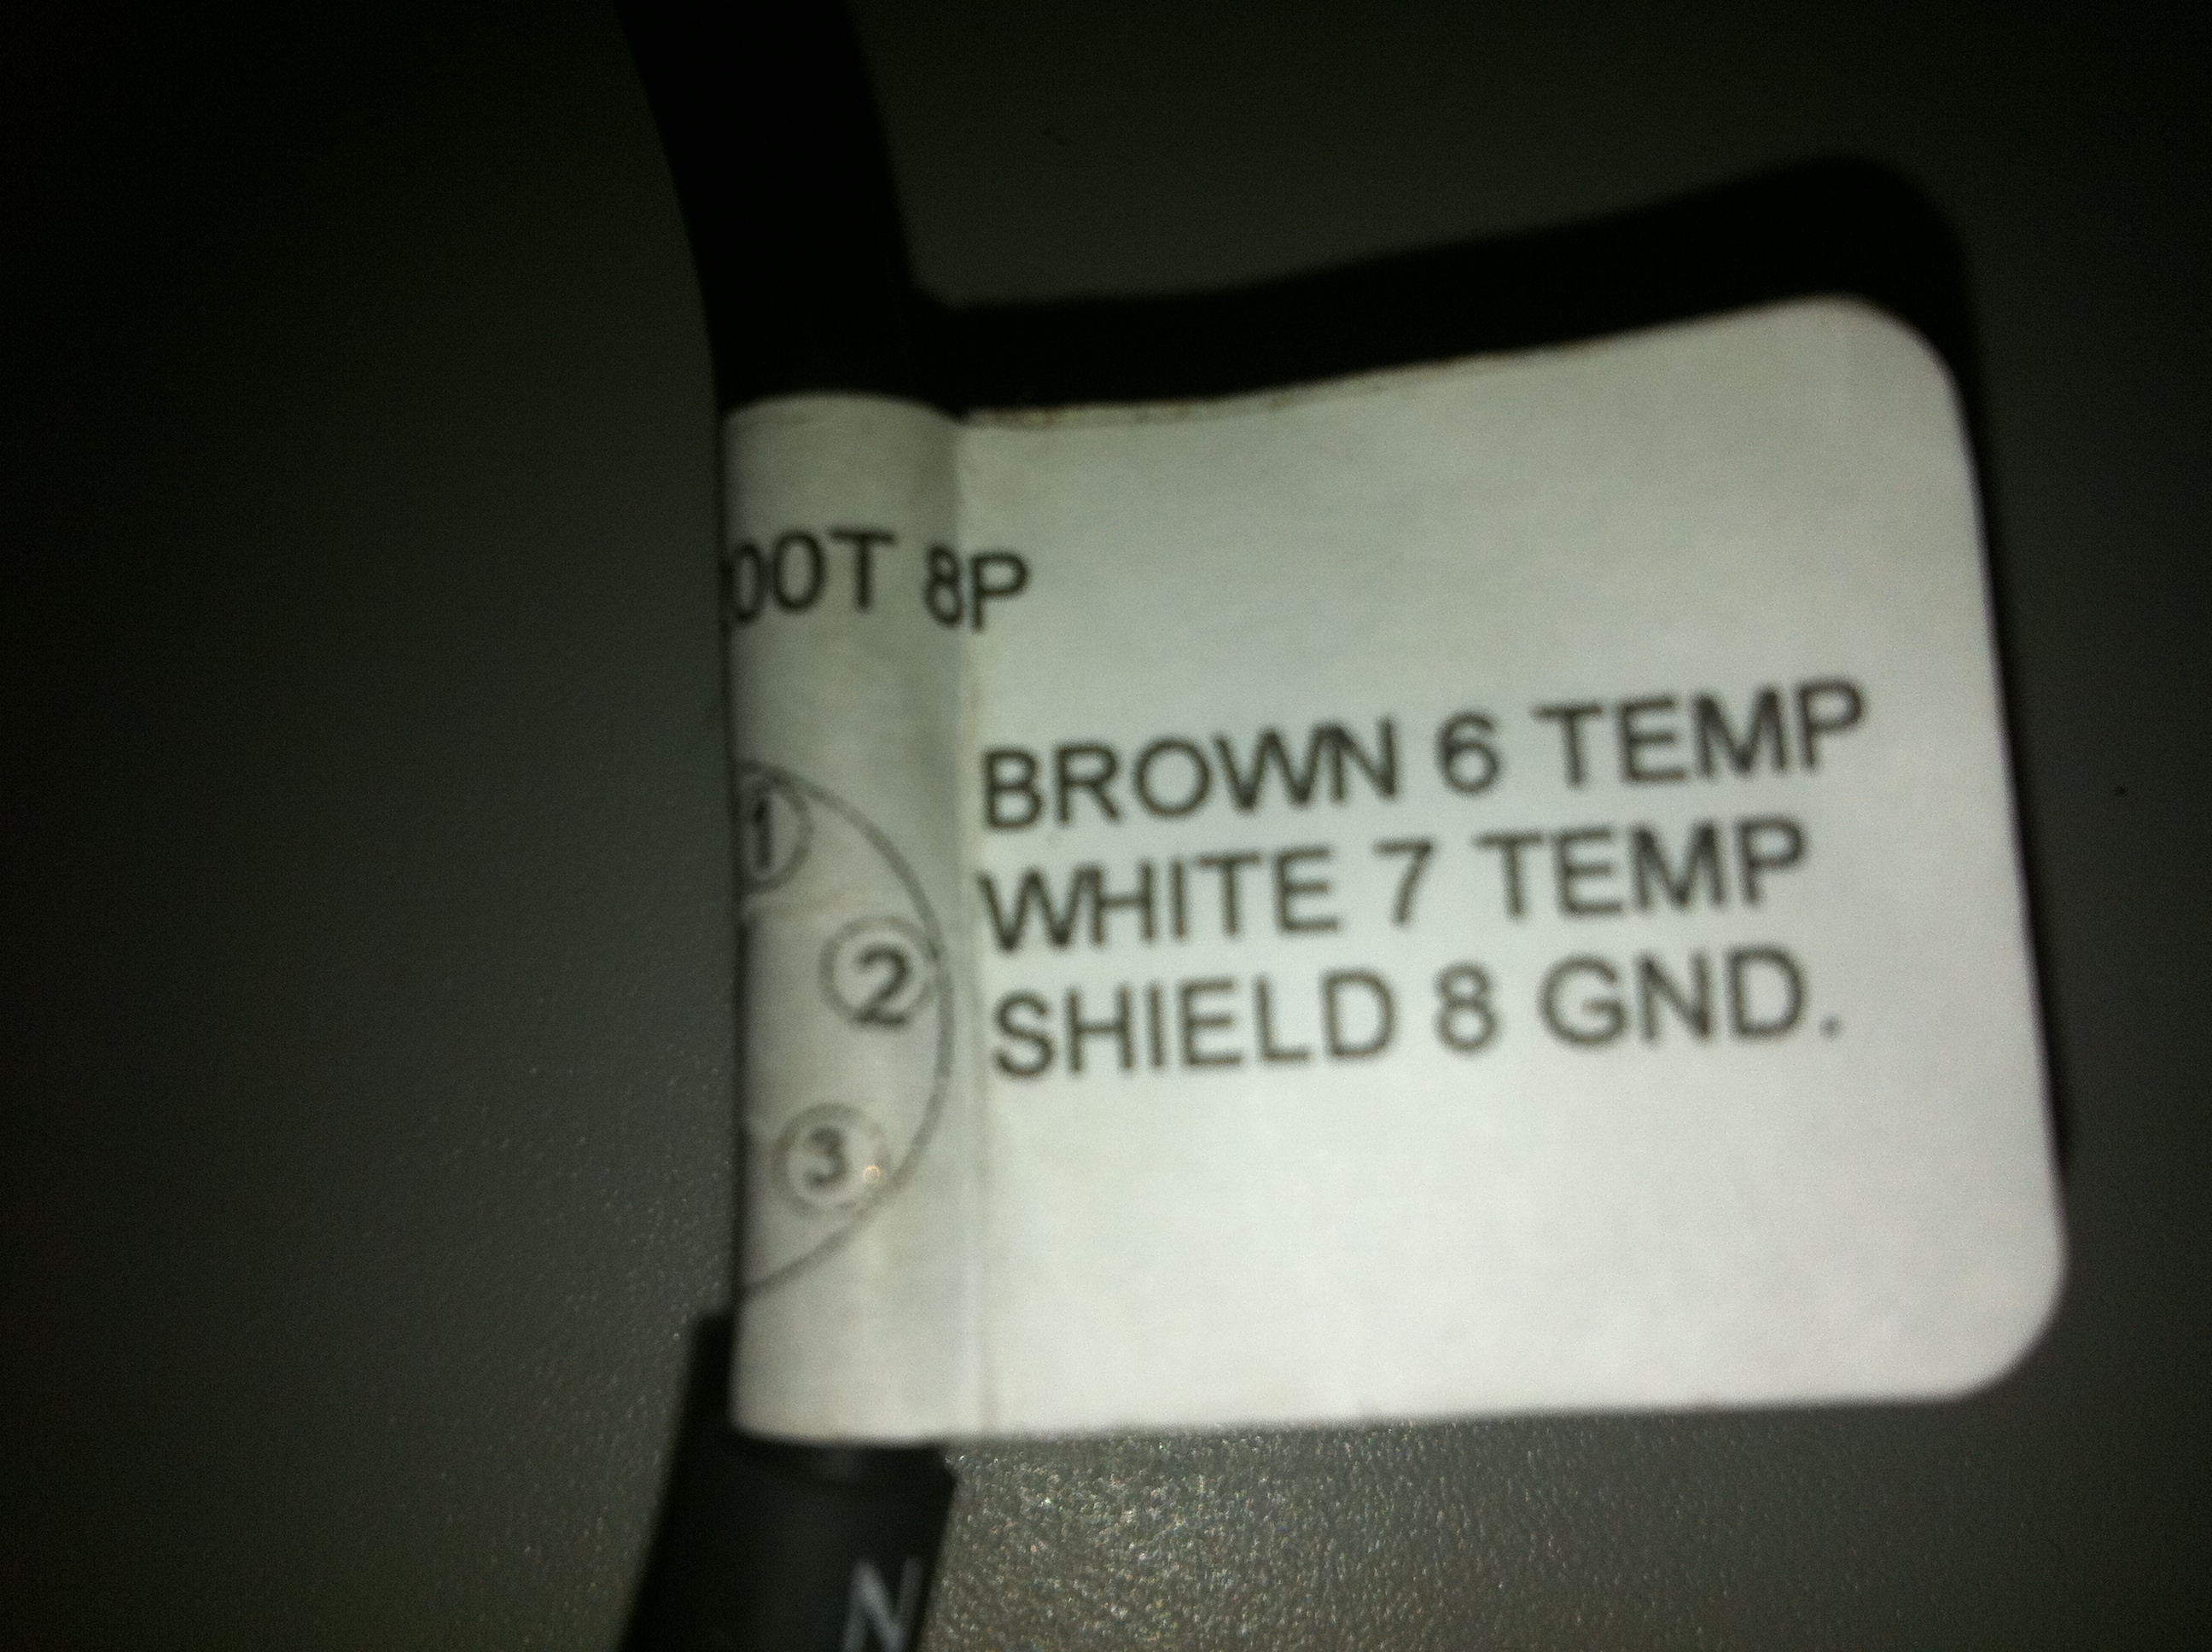 00T 8P
BROWN 6 TEMP
WHITE 7 TEMP
SHIELD 8 GND.
1
2
3
N